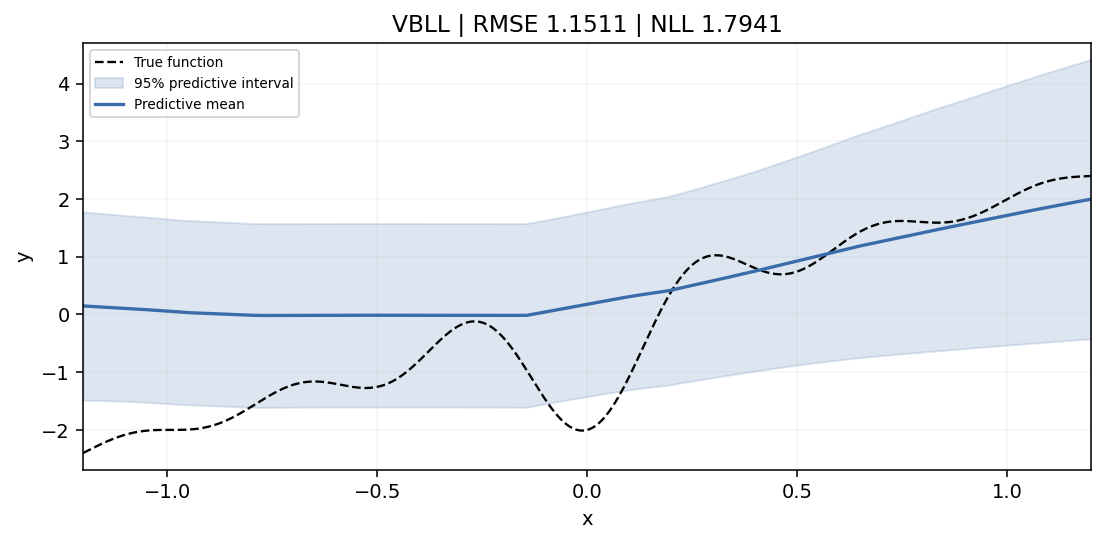 VBLL | RMSE 1.1511 | NLL 1.7941
True function
95% predictive interval
Predictive mean
4
3
2
1
0
−1
−2
y
−1.0 −0.5 0.0 0.5 1.0
x